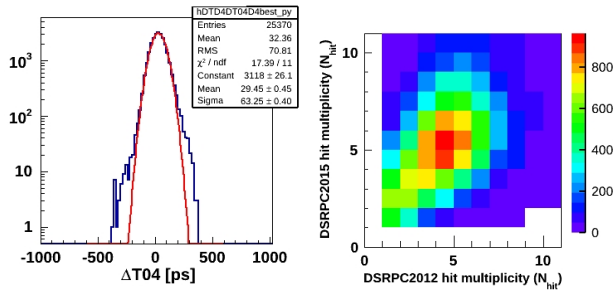 hDTD4DT04D4best_py
Entries 25370
Mean 32.36
RMS 70.81
χ² / ndf 17.39 / 11
Constant 3118 ± 26.1
Mean 29.45 ± 0.45
Sigma 63.25 ± 0.40
10³
10²
10
1
-1000 -500 0 500 1000
ΔT04 [ps]
DSRPC2015 hit multiplicity (N_hit)
10
5
0
0 5 10
DSRPC2012 hit multiplicity (N_hit)
800
600
400
200
0